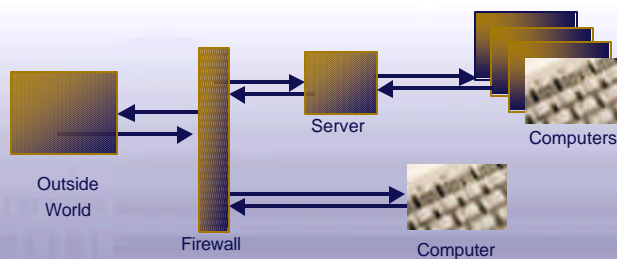 Server
Computers
Outside
World
Firewall
Computer